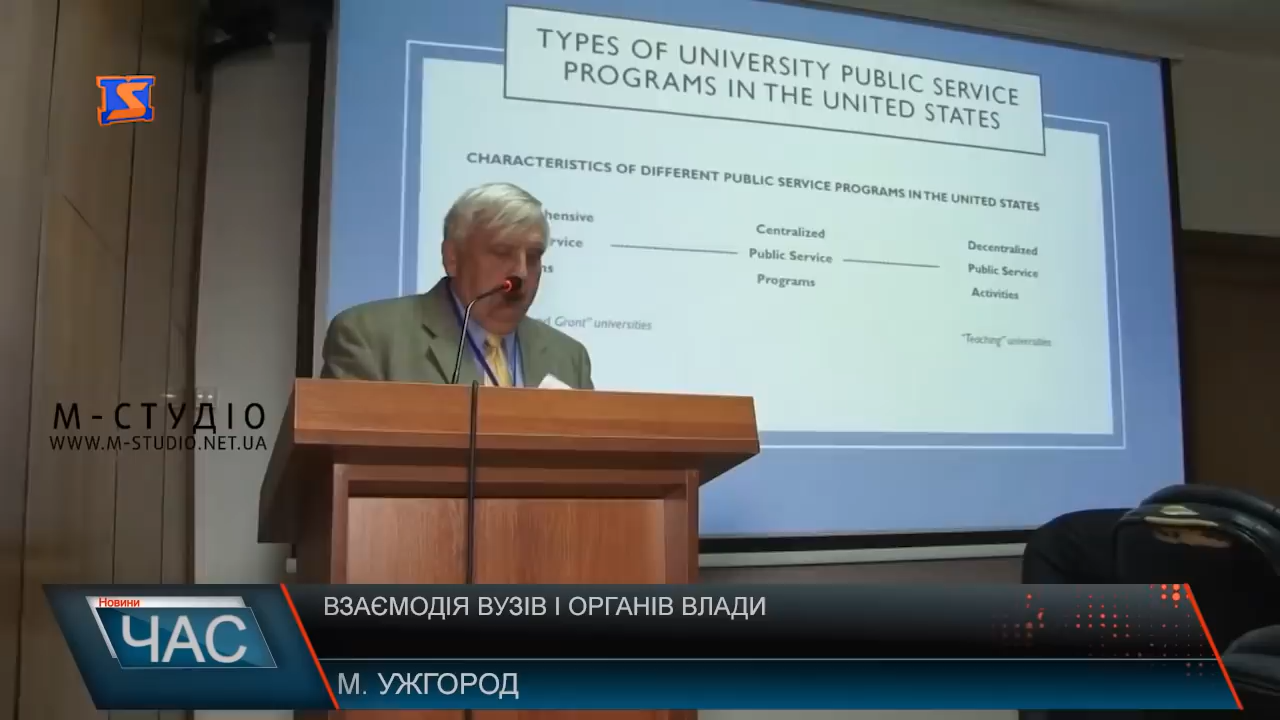 TYPES OF UNIVERSITY PUBLIC SERVICE
PROGRAMS IN THE UNITED STATES
CHARACTERISTICS OF DIFFERENT PUBLIC SERVICE PROGRAMS IN THE UNITED STATES
Centralized
Public Service
Programs
Decentralized
Public Service
Activities
Grant" universities
"Teaching" universities
М-СТУДІО
WWW.M-STUDIO.NET.UA
Новини
ЧАС
ВЗАЄМОДІЯ ВУЗІВ І ОРГАНІВ ВЛАДИ
М. УЖГОРОД